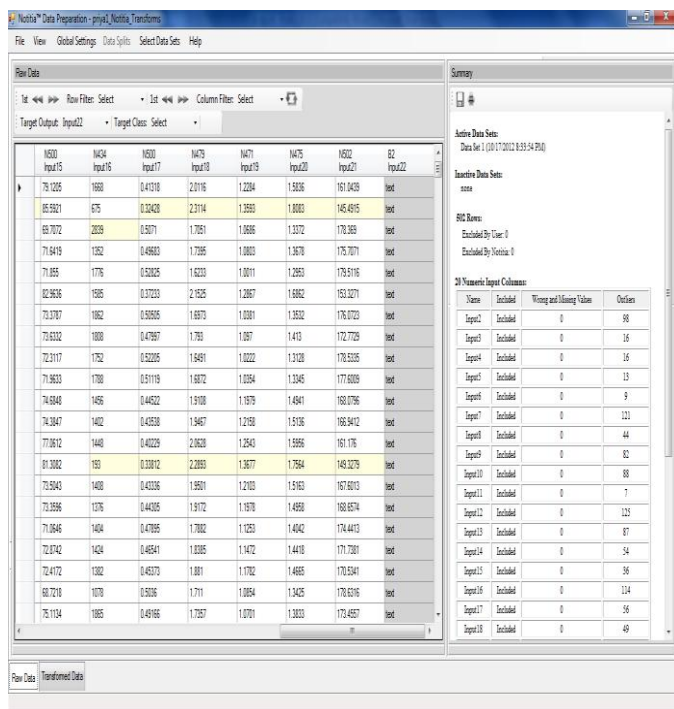 Notitia™ Data Preparation - priya1_Notitia_Transforms
File View Global Settings Data Splits Select Data Sets Help
Raw Data
1st Row Filter: Select 1st Column Filter: Select
Target Output: Input22 Target Class: Select
N500 N434 N500 N479 N471 N475 N502 B2
Input15 Input16 Input17 Input18 Input19 Input20 Input21 Input22
79.1205 1668 0.41318 2.0116 1.2284 1.5836 161.0439 text
85.5921 675 0.32428 2.3114 1.3593 1.8083 145.4915 text
69.7072 2839 0.5071 1.7051 1.0686 1.3372 178.369 text
71.6419 1352 0.49683 1.7395 1.0803 1.3678 175.7071 text
71.855 1776 0.52825 1.6233 1.0011 1.2953 179.5116 text
82.9636 1585 0.37233 2.1525 1.2867 1.6862 153.3271 text
73.3787 1862 0.50505 1.6973 1.0381 1.3532 176.0723 text
73.6332 1808 0.47997 1.793 1.097 1.413 172.7729 text
72.3117 1752 0.52205 1.6491 1.0222 1.3128 178.5335 text
71.9633 1788 0.51119 1.6872 1.0354 1.3345 177.6009 text
74.6848 1456 0.44522 1.9108 1.1979 1.4941 168.0796 text
74.3847 1402 0.43538 1.9467 1.2158 1.5136 166.9412 text
77.0612 1448 0.40229 2.0628 1.2543 1.5956 161.176 text
81.3082 193 0.33812 2.2893 1.3677 1.7564 149.3279 text
73.5043 1408 0.43336 1.9501 1.2103 1.5163 167.6013 text
73.3596 1376 0.44305 1.9172 1.1978 1.4958 168.6574 text
71.0646 1404 0.47895 1.7882 1.1253 1.4042 174.4413 text
72.8742 1424 0.46541 1.8385 1.1472 1.4418 171.7381 text
72.4172 1382 0.45373 1.881 1.1782 1.4665 170.5341 text
68.7218 1078 0.5036 1.711 1.0854 1.3425 178.6316 text
75.1134 1865 0.49166 1.7357 1.0701 1.3833 173.4557 text
Raw Data Transformed Data
Summary
Active Data Sets:
Data Set 1 (10/17/2012 8:33:54 PM)
Inactive Data Sets:
none
502 Rows:
Excluded By User: 0
Excluded By Notitia: 0
20 Numeric Input Columns:
Name Included Wrong and Missing Values Outliers
Input2 Included 0 98
Input3 Included 0 16
Input4 Included 0 16
Input5 Included 0 13
Input6 Included 0 9
Input7 Included 0 121
Input8 Included 0 44
Input9 Included 0 82
Input10 Included 0 88
Input11 Included 0 7
Input12 Included 0 125
Input13 Included 0 87
Input14 Included 0 54
Input15 Included 0 36
Input16 Included 0 114
Input17 Included 0 56
Input18 Included 0 49